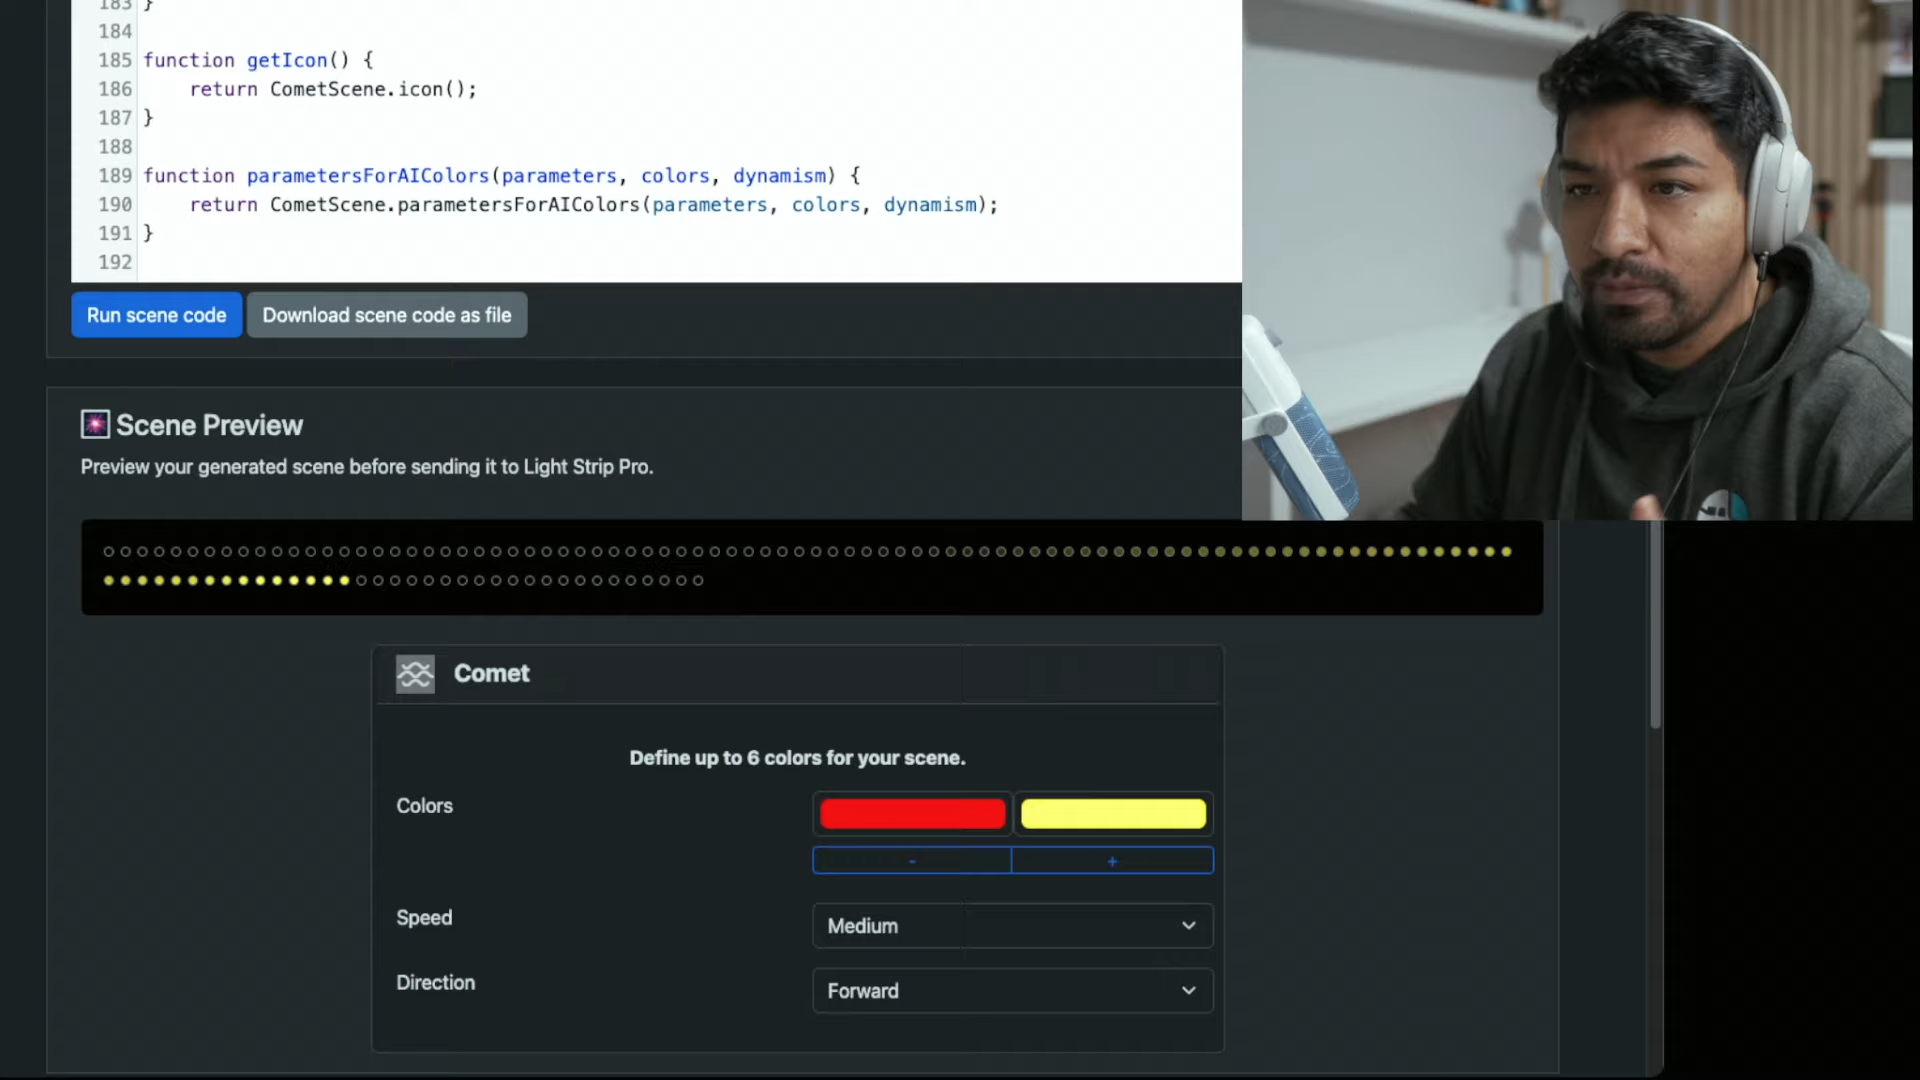 183 }
184
185 function getIcon() {
186 return CometScene.icon();
187 }
188
189 function parametersForAIColors(parameters, colors, dynamism) {
190 return CometScene.parametersForAIColors(parameters, colors, dynamism);
191 }
192
Run scene code Download scene code as file
Scene Preview
Preview your generated scene before sending it to Light Strip Pro.
Comet
Define up to 6 colors for your scene.
Colors
- +
Speed Medium
Direction Forward